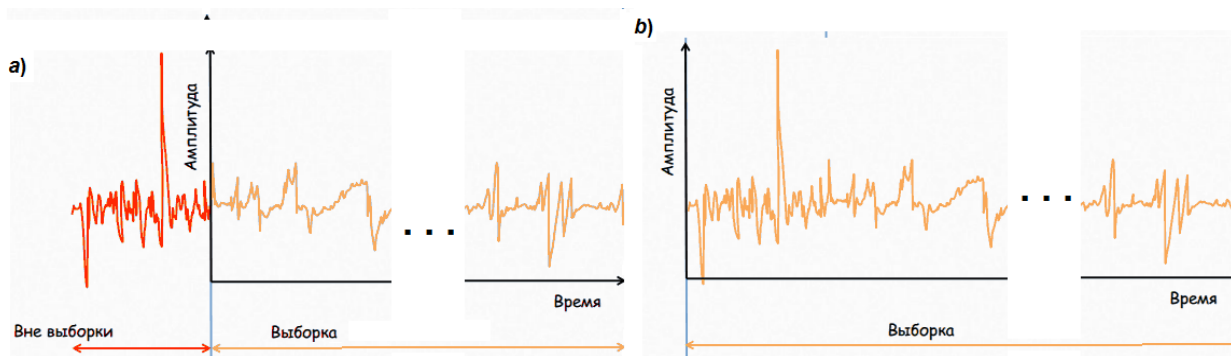 a)
Амплитуда
Время
Вне выборки
Выборка
b)
Амплитуда
Время
Выборка